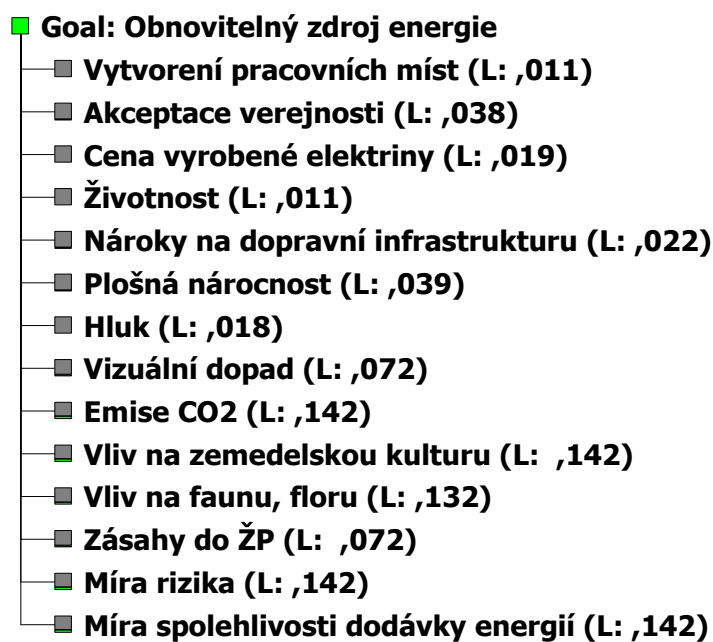 Goal: Obnovitelný zdroj energie
Vytvorení pracovních míst (L: ,011)
Akceptace verejnosti (L: ,038)
Cena vyrobené elektriny (L: ,019)
Životnost (L: ,011)
Nároky na dopravní infrastrukturu (L: ,022)
Plošná nárocnost (L: ,039)
Hluk (L: ,018)
Vizuální dopad (L: ,072)
Emise CO2 (L: ,142)
Vliv na zemedelskou kulturu (L:  ,142)
Vliv na faunu, floru (L: ,132)
Zásahy do ŽP (L:  ,072)
Míra rizika (L: ,142)
Míra spolehlivosti dodávky energií (L: ,142)